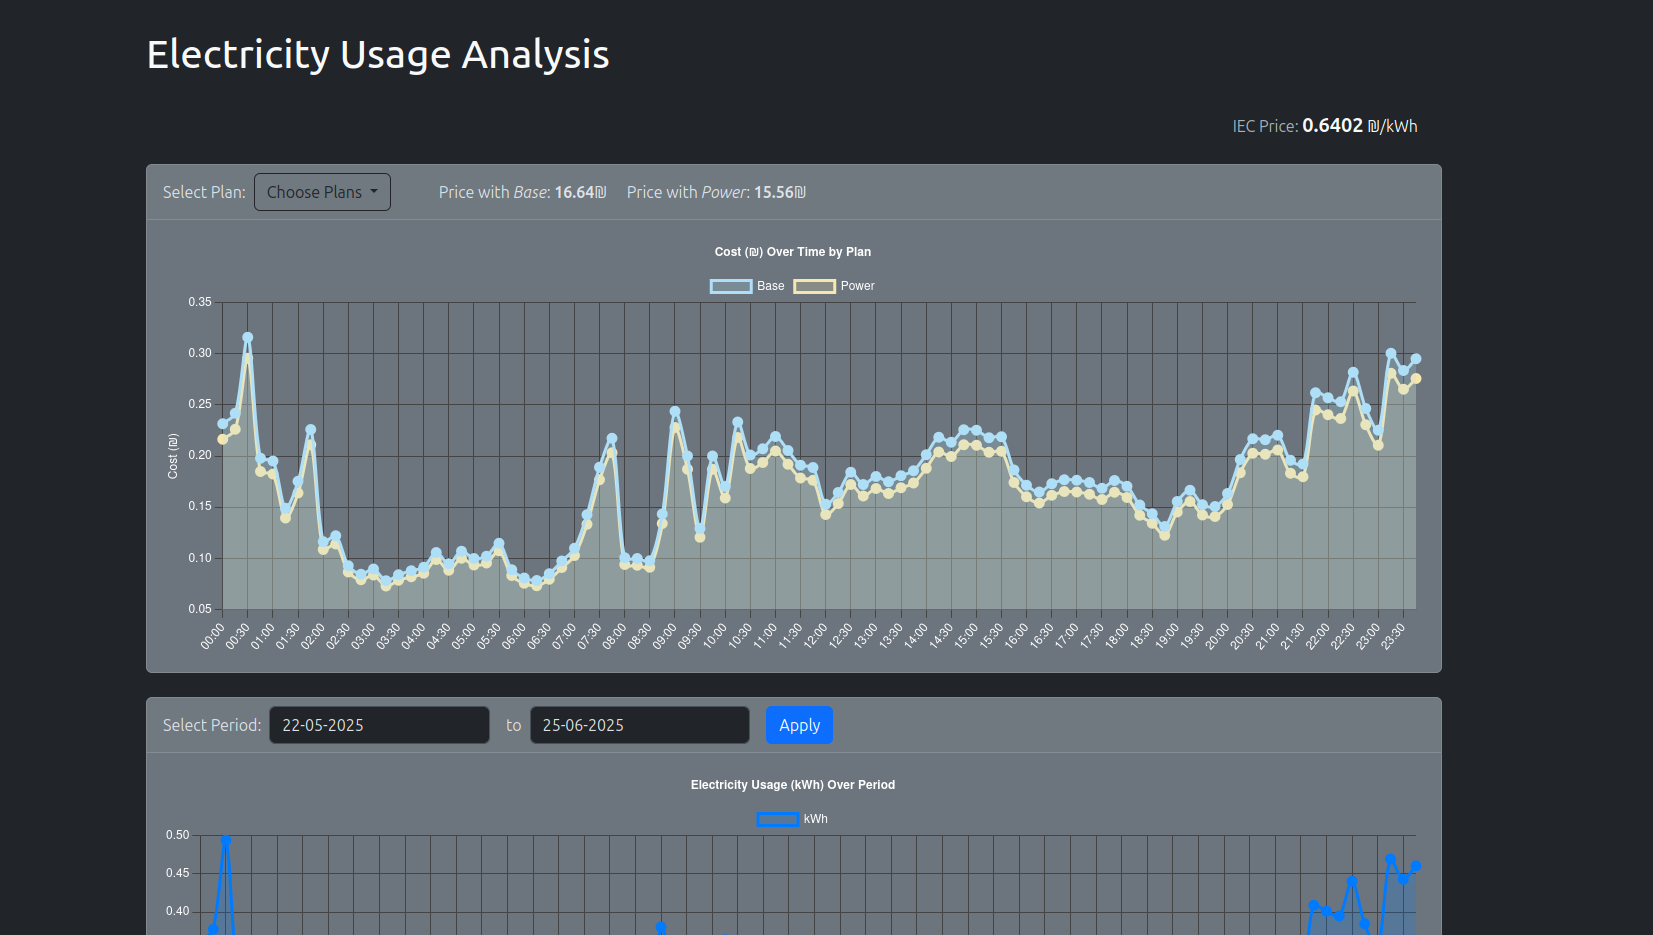 Electricity Usage Analysis
IEC Price: 0.6402 ₪/kWh
Select Plan: Choose Plans Price with Base: 16.64₪ Price with Power: 15.56₪
Cost (₪) Over Time by Plan
Base Power
0.35
0.30
0.25
0.20
0.15
0.10
0.05
Cost (₪)
00:00 00:30 01:00 01:30 02:00 02:30 03:00 03:30 04:00 04:30 05:00 05:30 06:00 06:30 07:00 07:30 08:00 08:30 09:00 09:30 10:00 10:30 11:00 11:30 12:00 12:30 13:00 13:30 14:00 14:30 15:00 15:30 16:00 16:30 17:00 17:30 18:00 18:30 19:00 19:30 20:00 20:30 21:00 21:30 22:00 22:30 23:00 23:30
Select Period: 22-05-2025 to 25-06-2025 Apply
Electricity Usage (kWh) Over Period
kWh
0.50
0.45
0.40